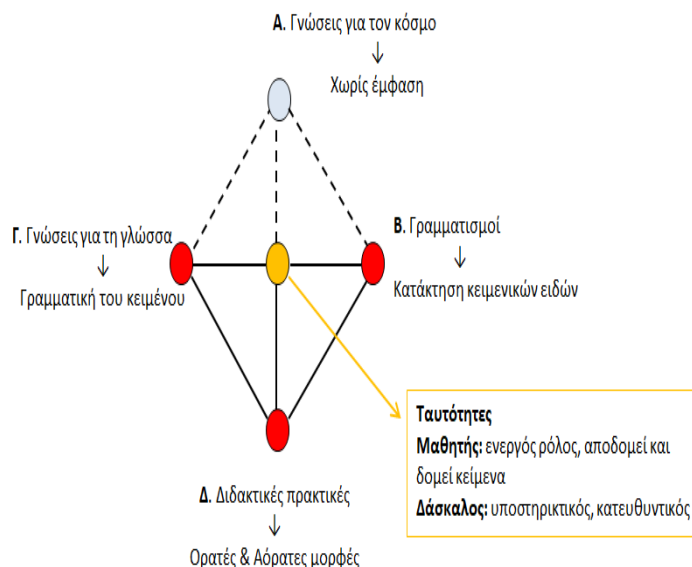 Α. Γνώσεις για τον κόσμο
Χωρίς έμφαση
Γ. Γνώσεις για τη γλώσσα
Γραμματική του κειμένου
Β. Γραμματισμοί
Κατάκτηση κειμενικών ειδών
Ταυτότητες
Μαθητής: ενεργός ρόλος, αποδομεί και
δομεί κείμενα
Δάσκαλος: υποστηρικτικός, κατευθυντικός
Δ. Διδακτικές πρακτικές
Ορατές & Αόρατες μορφές